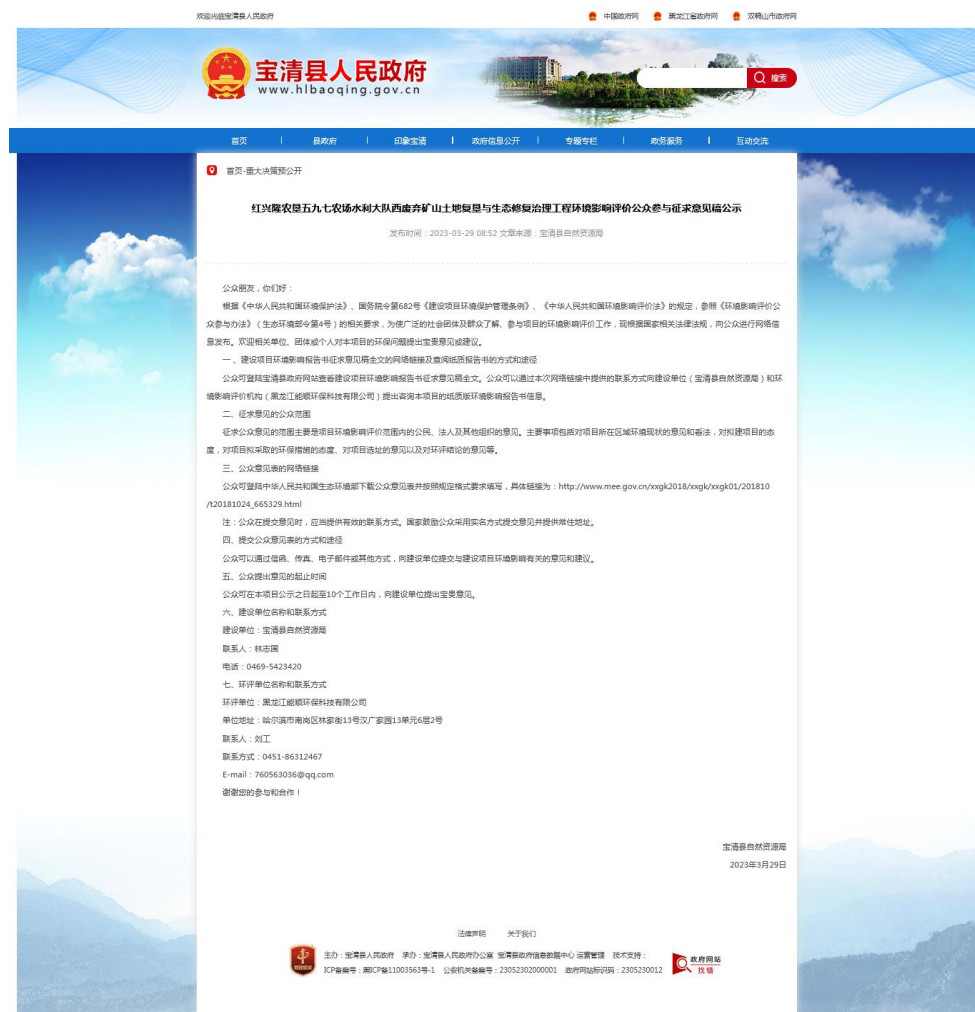 欢迎光临宝清县人民政府
中国政府网 黑龙江省政府网 双鸭山市政府网
宝清县人民政府
www.hlbaoqing.gov.cn
搜索
首页 县政府 印象宝清 政府信息公开 专题专栏 政务服务 互动交流
首页-重大决策预公开
红兴隆农垦五九七农场水利大队西废弃矿山土地复垦与生态修复治理工程环境影响评价公众参与征求意见稿公示
发布时间：2023-03-29 08:52 文章来源：宝清县自然资源局
公众朋友，你们好：
根据《中华人民共和国环境保护法》、国务院令第682号《建设项目环境保护管理条例》、《中华人民共和国环境影响评价法》的规定，参照《环境影响评价公
众参与办法》（生态环境部令第4号）的相关要求，为使广泛的社会团体及群众了解、参与项目的环境影响评价工作，现根据国家相关法律法规，向公众进行网络信
息发布。欢迎相关单位、团体或个人对本项目的环保问题提出宝贵意见或建议。
一 、建设项目环境影响报告书征求意见稿全文的网络链接及查阅纸质报告书的方式和途径
公众可登陆宝清县政府网站查看建设项目环境影响报告书征求意见稿全文。公众可以通过本次网络链接中提供的联系方式向建设单位（宝清县自然资源局）和环
境影响评价机构（黑龙江能顺环保科技有限公司）提出咨询本项目的纸质版环境影响报告书信息。
二、征求意见的公众范围
征求公众意见的范围主要是项目环境影响评价范围内的公民、法人及其他组织的意见。主要事项包括对项目所在区域环境现状的意见和看法，对拟建项目的态
度，对项目拟采取的环保措施的态度、对项目选址的意见以及对环评结论的意见等。
三、公众意见表的网络链接
公众可登陆中华人民共和国生态环境部下载公众意见表并按照规定格式要求填写，具体链接为：http://www.mee.gov.cn/xxgk2018/xxgk/xxgk01/201810
/t20181024_665329.html
注：公众在提交意见时，应当提供有效的联系方式。国家鼓励公众采用实名方式提交意见并提供常住地址。
四、提交公众意见表的方式和途径
公众可以通过信函、传真、电子邮件或其他方式，向建设单位提交与建设项目环境影响有关的意见和建议。
五、公众提出意见的起止时间
公众可在本项目公示之日起至10个工作日内，向建设单位提出宝贵意见。
六、建设单位名称和联系方式
建设单位：宝清县自然资源局
联系人：林志国
电话：0469-5423420
七、环评单位名称和联系方式
环评单位：黑龙江能顺环保科技有限公司
单位地址：哈尔滨市南岗区林家街13号汉广家园13单元6层2号
联系人：刘工
联系方式：0451-86312467
E-mail：760563036@qq.com
谢谢您的参与和合作！
宝清县自然资源局
2023年3月29日
法律声明 关于我们
主办：宝清县人民政府 承办：宝清县人民政府办公室 宝清县政府信息数据中心 运营管理 技术支持：
ICP备案号：黑ICP备11003563号-1 公安机关备案号：23052302000001 政府网站标识码：2305230012
政府网站
找错